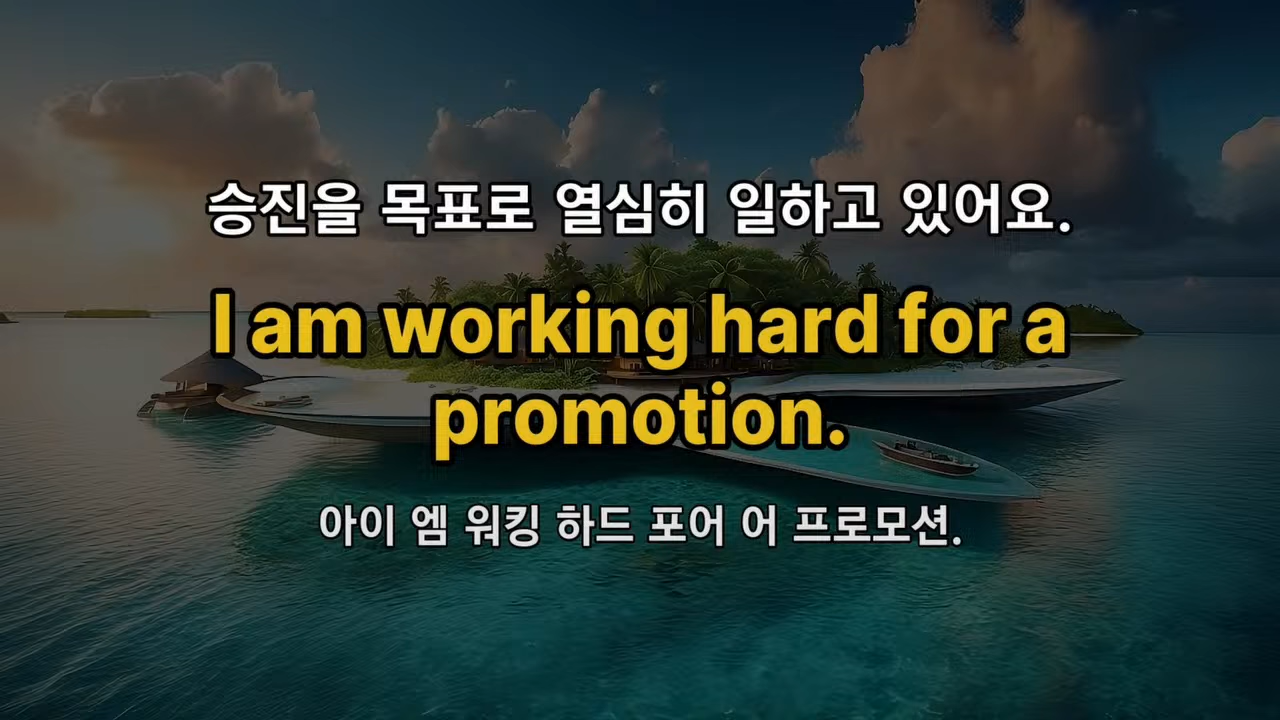 승진을 목표로 열심히 일하고 있어요.
I am working hard for a
promotion.
아이 엠 워킹 하드 포어 어 프로모션.